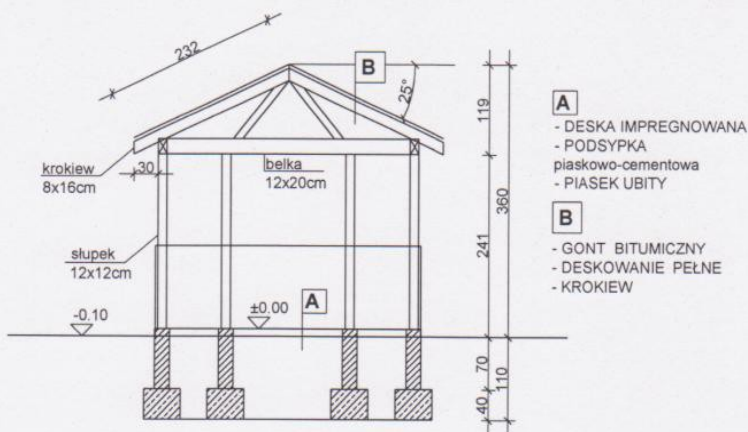 232
B
25°
119
krokiew
8x16cm
30
belka
12x20cm
360
241
słupek
12x12cm
-0.10
±0.00
A
70
110
40
A
- DESKA IMPREGNOWANA
- PODSYPKA
piaskowo-cementowa
- PIASEK UBITY
B
- GONT BITUMICZNY
- DESKOWANIE PEŁNE
- KROKIEW